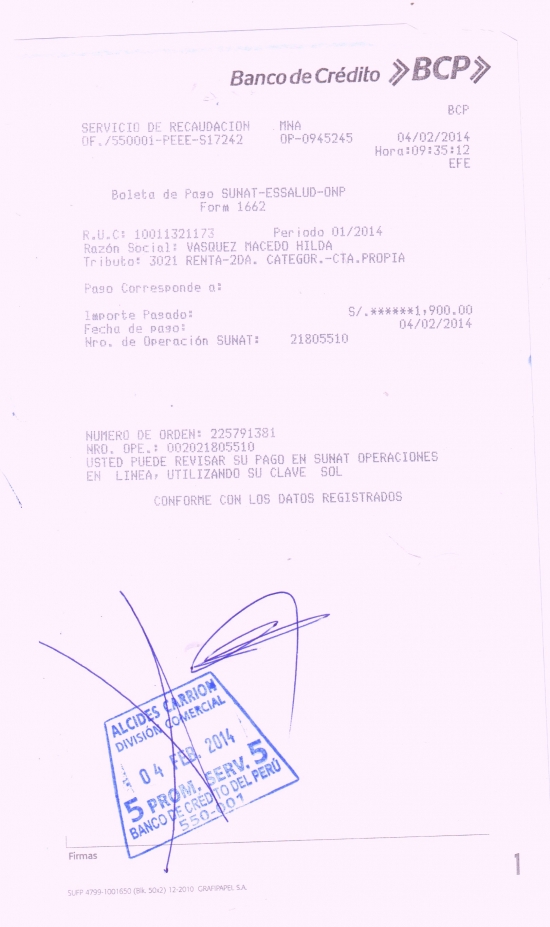 Banco de Crédito »BCP»
BCP
SERVICIO DE RECAUDACION MNA
OF./550001-PEEE-S17242 OP-0945245 04/02/2014
Hora:09:35:12
EFE
Boleta de Pago SUNAT-ESSALUD-ONP
Form 1662
R.U.C: 10011321173 Periodo 01/2014
Razón Social: VASQUEZ MACEDO HILDA
Tributo: 3021 RENTA-2DA. CATEGOR.-CTA.PROPIA
Pago Corresponde a:
Importe Pagado: S/.******1,900.00
Fecha de pago: 04/02/2014
Nro. de Operación SUNAT: 21805510
NUMERO DE ORDEN: 225791381
NRO. OPE.: 002021805510
USTED PUEDE REVISAR SU PAGO EN SUNAT OPERACIONES
EN LINEA, UTILIZANDO SU CLAVE SOL
CONFORME CON LOS DATOS REGISTRADOS
ALCIDES CARRION
DIVISIÓN COMERCIAL
04 FEB. 2014
5 PROM. SERV. 5
BANCO DE CRÉDITO DEL PERÚ
550-001
Firmas
SUFP 4799-1001650 (Blk. 50x2) 12-2010 GRAFIPAPEL S.A.
1